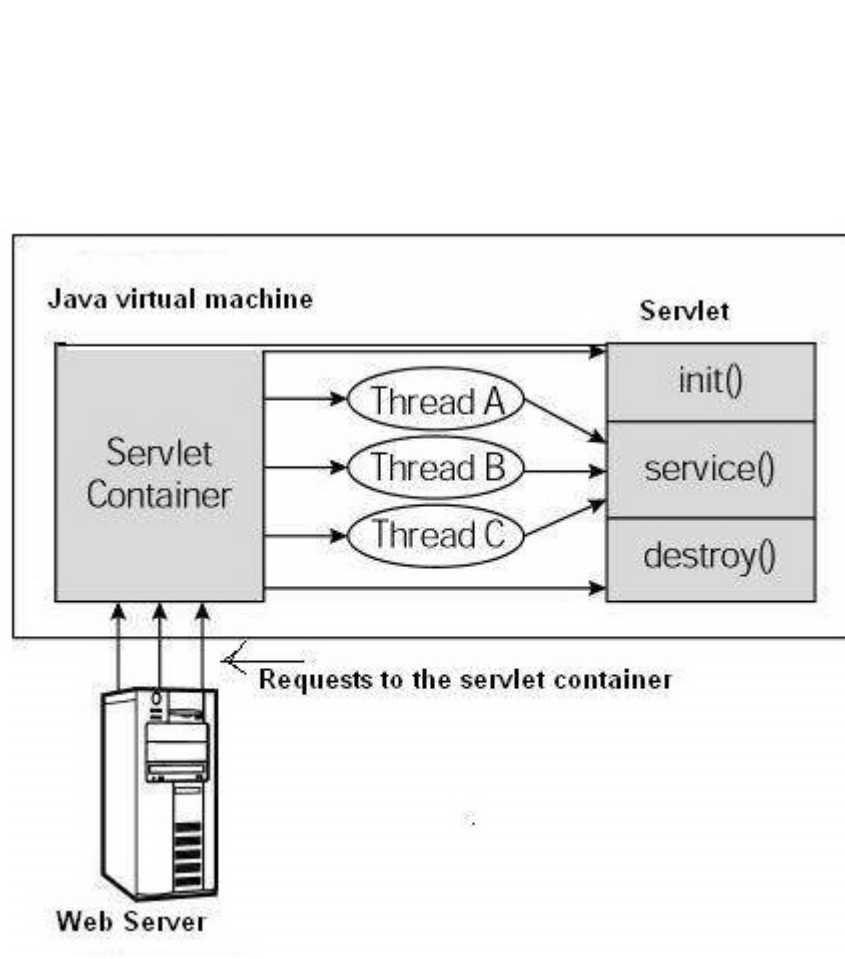 Java virtual machine
Servlet
Servlet
Container
Thread A
Thread B
Thread C
init()
service()
destroy()
Requests to the servlet container
Web Server